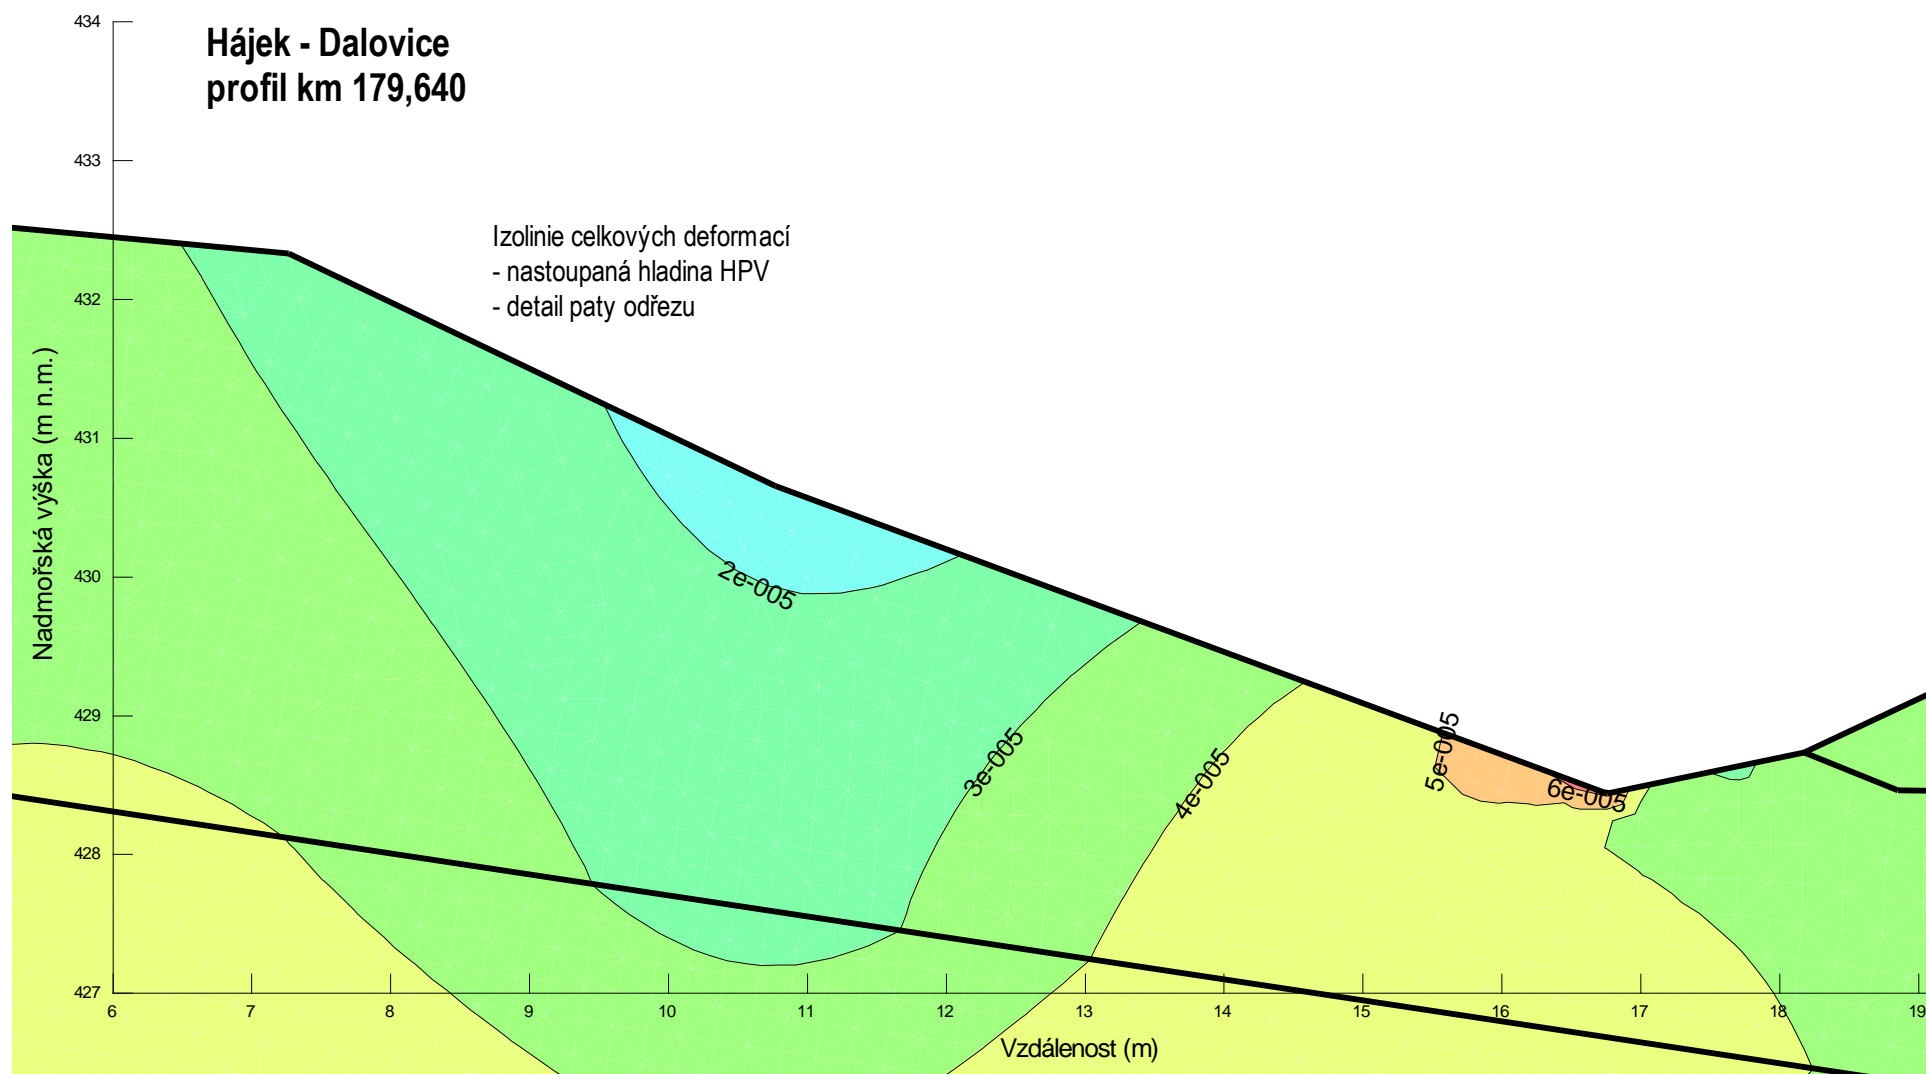 Hájek - Dalovice
profil km 179,640
Izolinie celkových deformací
- nastoupaná hladina HPV
- detail paty odřezu
Nadmořská výška (m n.m.)
434
433
432
431
430
429
428
427
2e-005
3e-005
4e-005
5e-005
6e-005
6 7 8 9 10 11 12 13 14 15 16 17 18 19
Vzdálenost (m)